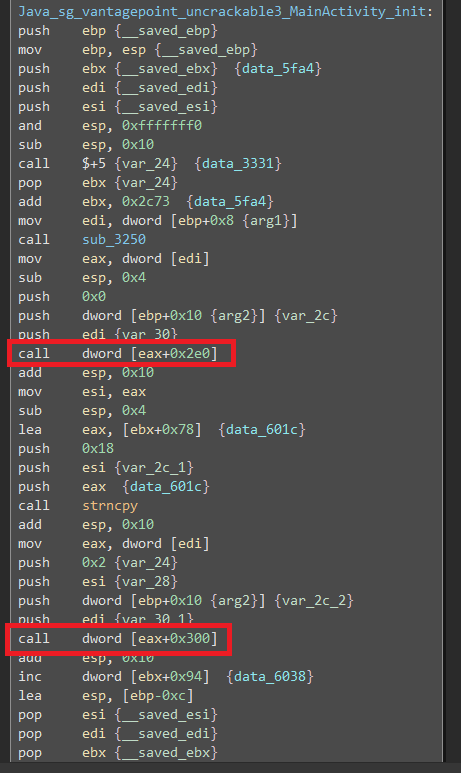 Java_sg_vantagepoint_uncrackable3_MainActivity_init:
push ebp {__saved_ebp}
mov ebp, esp {__saved_ebp}
push ebx {__saved_ebx} {data_5fa4}
push edi {__saved_edi}
push esi {__saved_esi}
and esp, 0xfffffff0
sub esp, 0x10
call $+5 {var_24} {data_3331}
pop ebx {var_24}
add ebx, 0x2c73 {data_5fa4}
mov edi, dword [ebp+0x8 {arg1}]
call sub_3250
mov eax, dword [edi]
sub esp, 0x4
push 0x0
push dword [ebp+0x10 {arg2}] {var_2c}
push edi {var_30}
call dword [eax+0x2e0]
add esp, 0x10
mov esi, eax
sub esp, 0x4
lea eax, [ebx+0x78] {data_601c}
push 0x18
push esi {var_2c_1}
push eax {data_601c}
call strncpy
add esp, 0x10
mov eax, dword [edi]
push 0x2 {var_24}
push esi {var_28}
push dword [ebp+0x10 {arg2}] {var_2c_2}
push edi {var_30_1}
call dword [eax+0x300]
add esp, 0x10
inc dword [ebx+0x94] {data_6038}
lea esp, [ebp-0xc]
pop esi {__saved_esi}
pop edi {__saved_edi}
pop ebx {__saved_ebx}